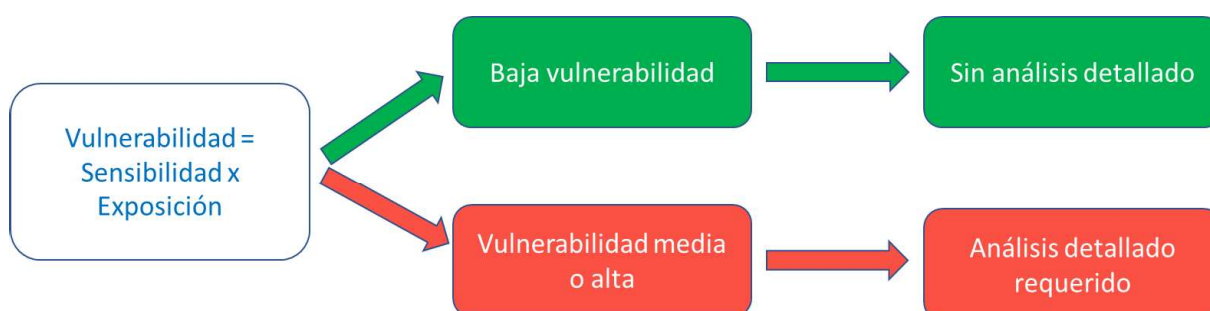 Vulnerabilidad =
Sensibilidad x
Exposición
Baja vulnerabilidad
Sin análisis detallado
Vulnerabilidad media
o alta
Análisis detallado
requerido